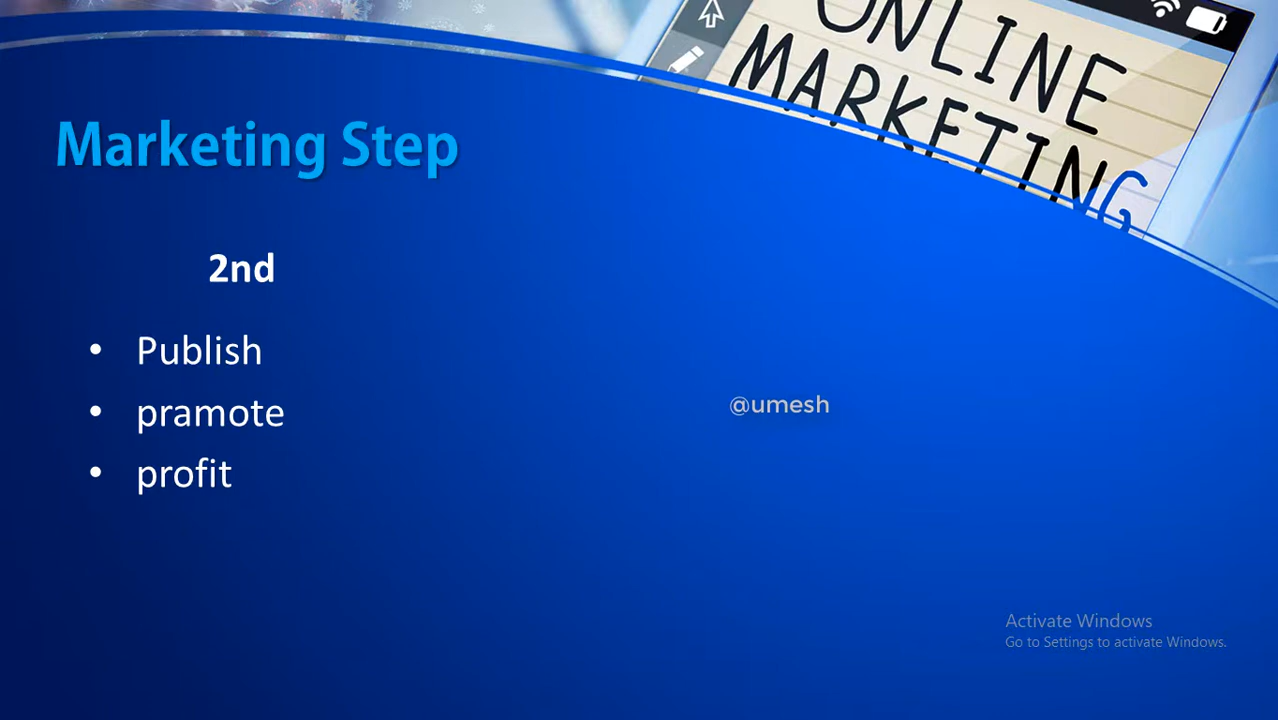 ONLINE
MARKETING
Marketing Step
2nd
• Publish
• pramote
• profit
@umesh
Activate Windows
Go to Settings to activate Windows.